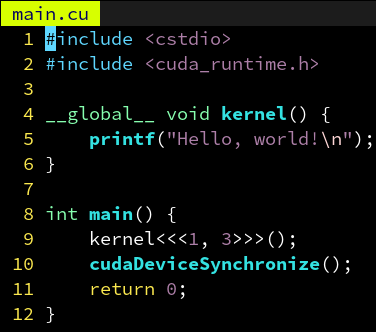 main.cu
1 #include <cstdio>
2 #include <cuda_runtime.h>
3
4 __global__ void kernel() {
5     printf("Hello, world!\n");
6 }
7
8 int main() {
9     kernel<<<1, 3>>>();
10     cudaDeviceSynchronize();
11     return 0;
12 }